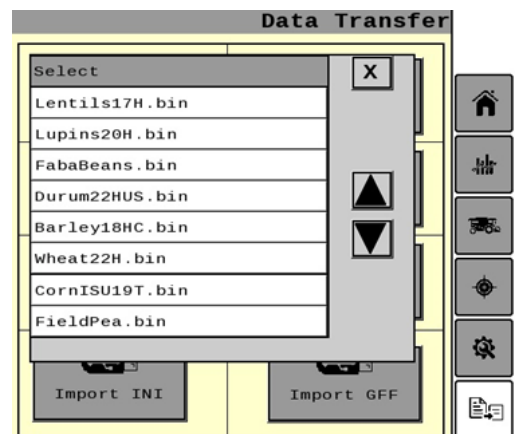 Data Transfer
Select
X
Lentils17H.bin
Lupins20H.bin
FabaBeans.bin
Durum22HUS.bin
Barley18HC.bin
Wheat22H.bin
CornISU19T.bin
FieldPea.bin
Import INI
Import GFF